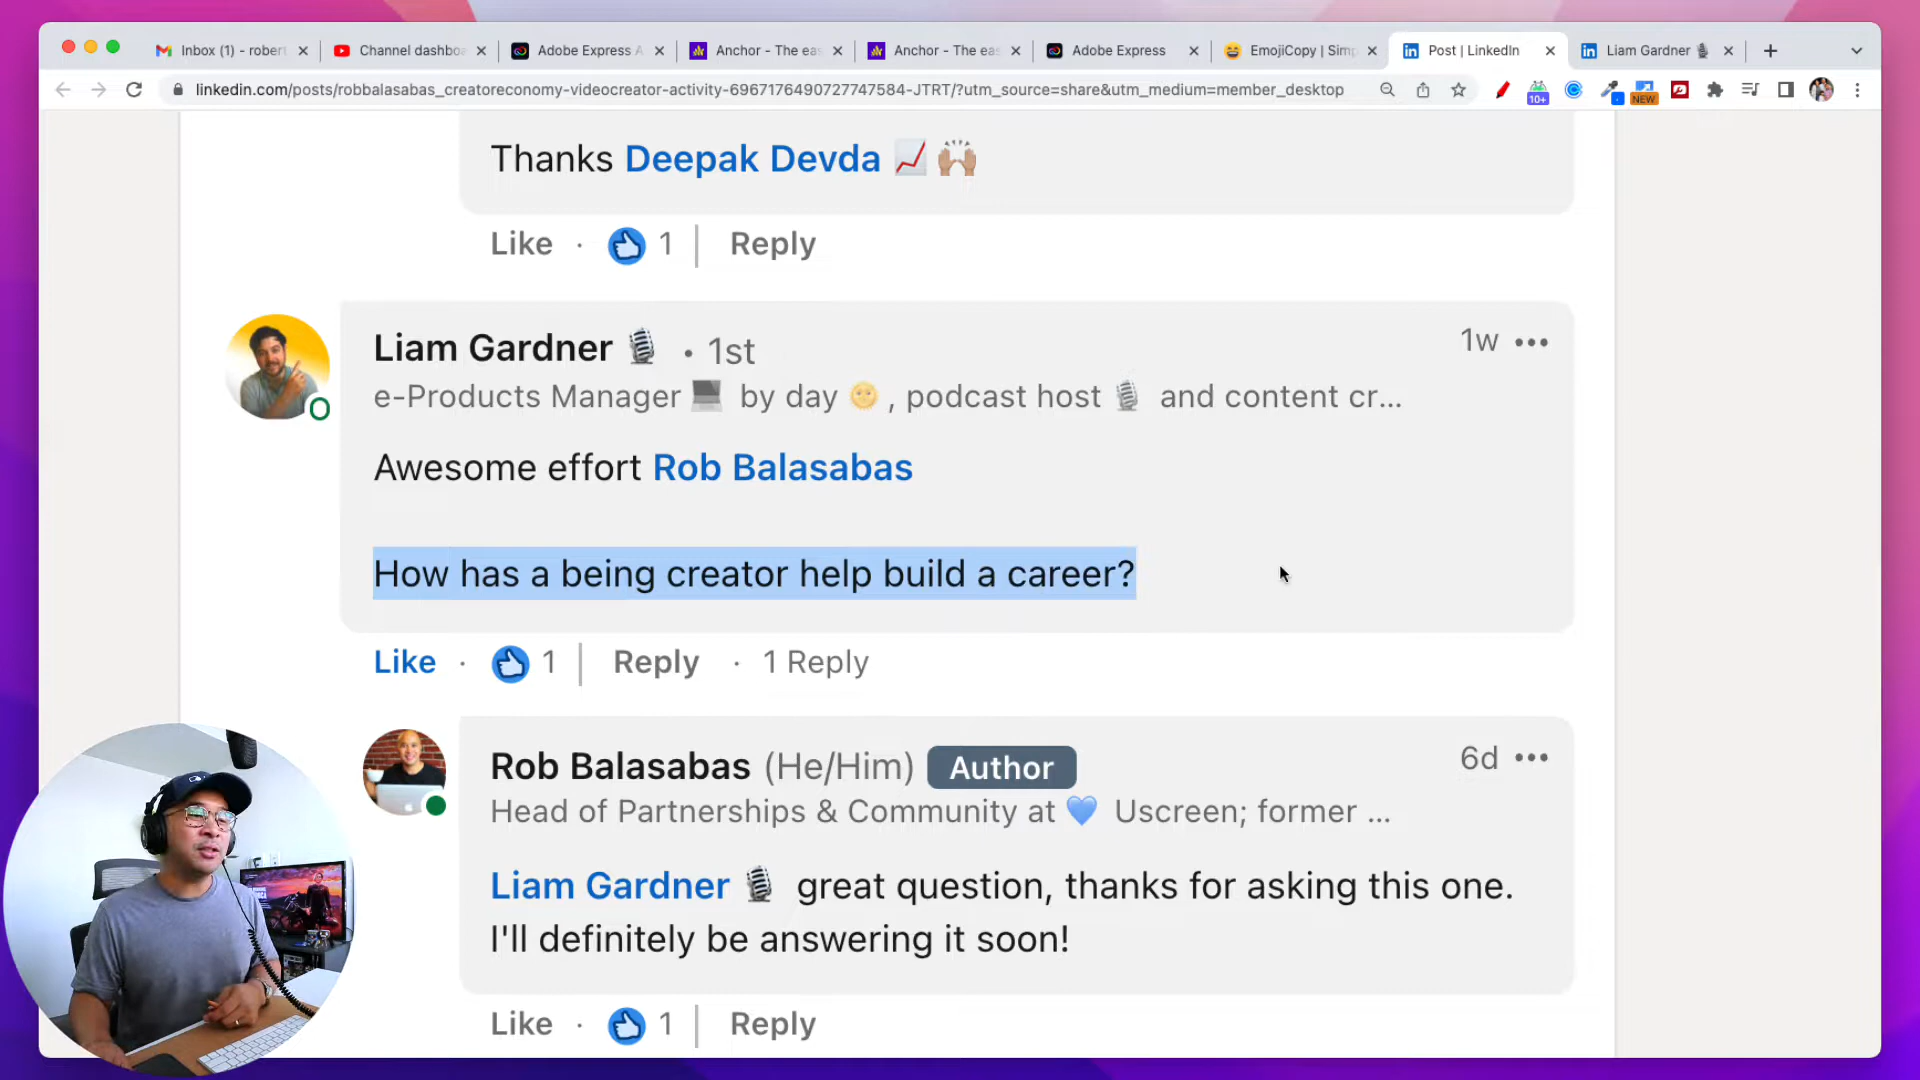 Inbox (1) - rober
Channel dashbo
Adobe Express A
Anchor - The eas
Anchor - The eas
Adobe Express
EmojiCopy | Simp
Post | LinkedIn
Liam Gardner
linkedin.com/posts/robbalasabas_creatoreconomy-videocreator-activity-6967176490727747584-JTRT/?utm_source=share&utm_medium=member_desktop
10+
NEW
Thanks Deepak Devda 📈 🙌🏽
Like · 1 | Reply
Liam Gardner 🎙 • 1st
1w •••
e-Products Manager 💻 by day 🌞 , podcast host 🎙 and content cr...
Awesome effort Rob Balasabas
How has a being creator help build a career?
Like · 1 | Reply · 1 Reply
Rob Balasabas (He/Him) Author
6d •••
Head of Partnerships & Community at 💙 Uscreen; former ...
Liam Gardner 🎙 great question, thanks for asking this one.
I'll definitely be answering it soon!
Like · 1 | Reply